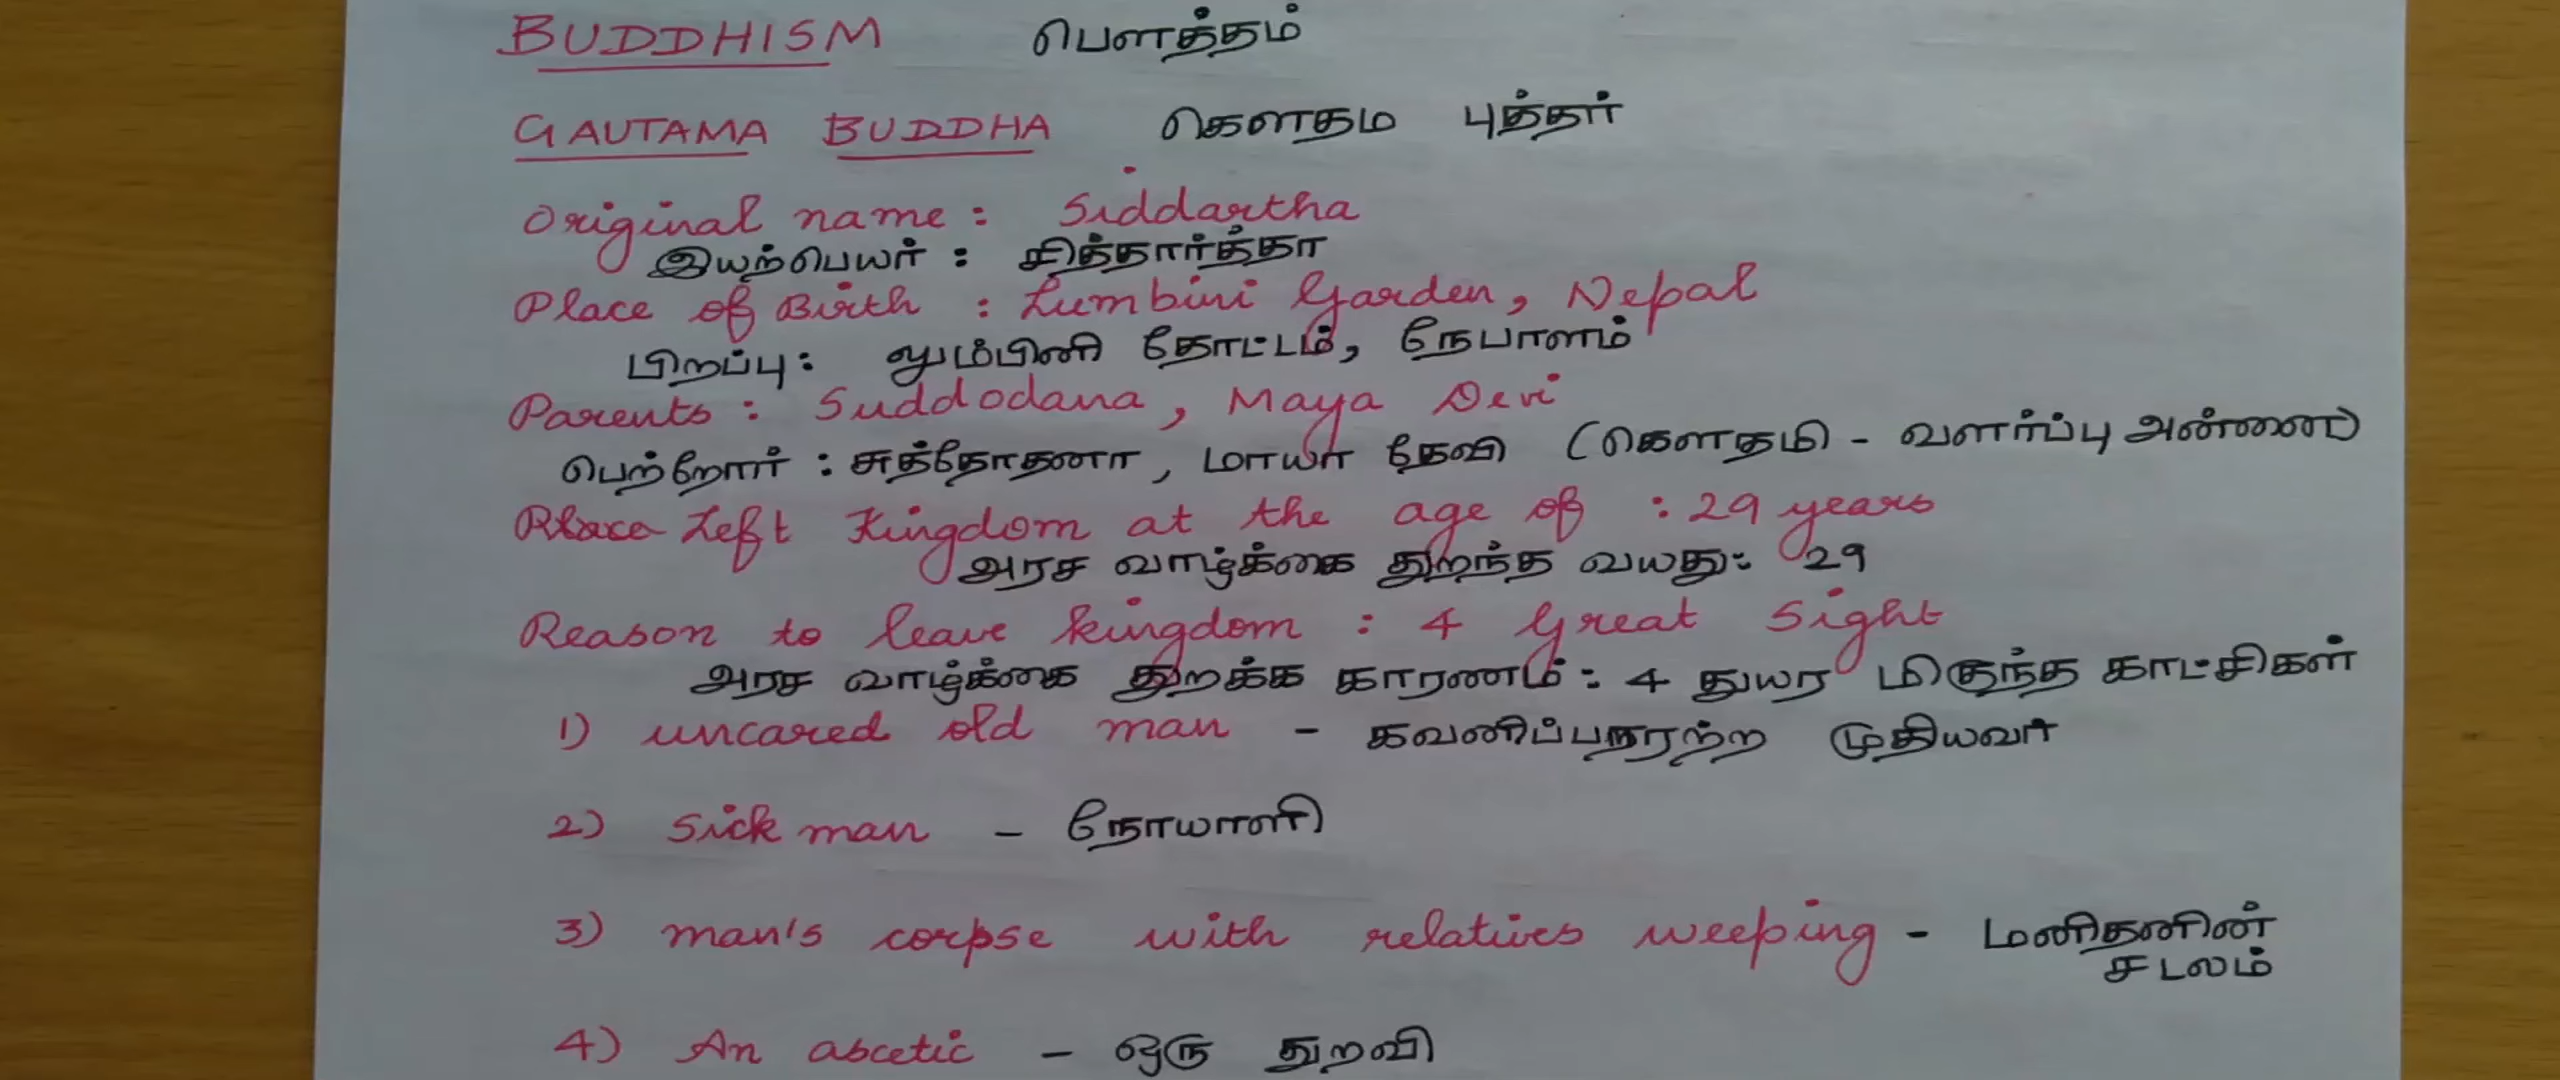 BUDDHISM பௌத்தம்
GAUTAMA BUDDHA கௌதம புத்தர்
Original name : Siddartha
இயற்பெயர் : சித்தார்த்தா
Place of Birth : Lumbini Garden, Nepal
பிறப்பு : லும்பினி தோட்டம், நேபாளம்
Parents : Suddodana, Maya Devi
பெற்றோர் : சுத்தோதனா, மாயா தேவி (கௌதமி - வளர்ப்பு அன்னை)
Left Kingdom at the age of : 29 years
அரச வாழ்க்கை துறந்த வயது : 29
Reason to leave kingdom : 4 Great Sight
அரச வாழ்க்கை துறக்க காரணம் : 4 துயர மிகுந்த காட்சிகள்
1) uncared old man - முதியவர்
2) Sick man - நோயாளி
3) man's corpse with relatives weeping - மனிதனின்
சடலம்
4) An ascetic - ஒரு துறவி